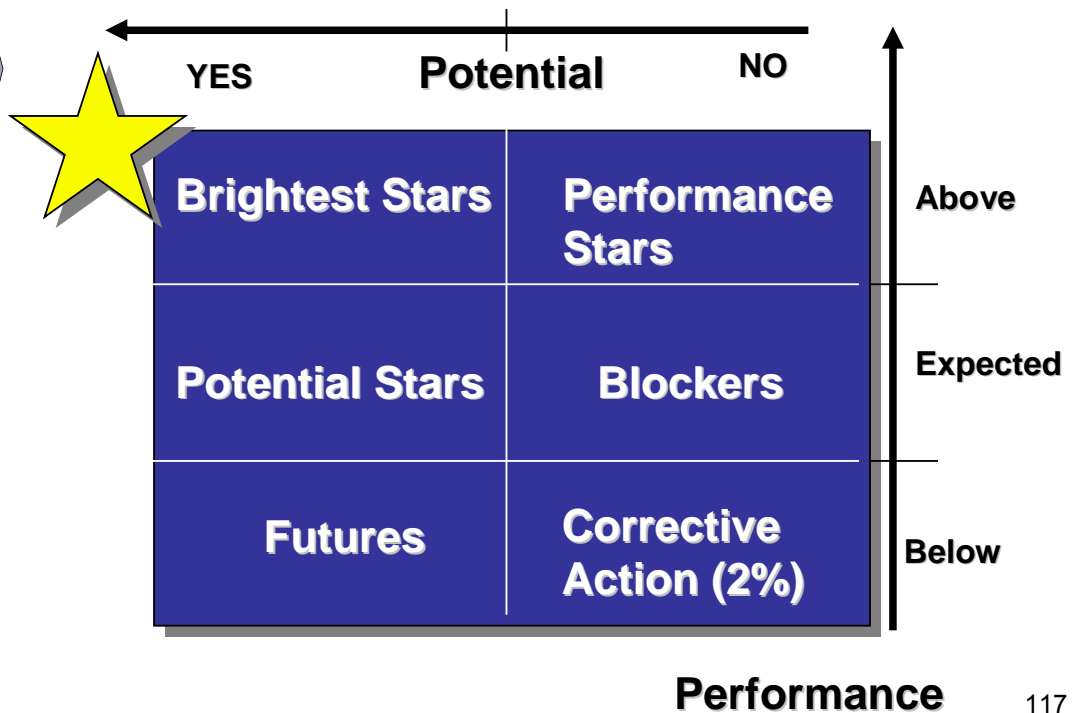 YES Potential NO
Brightest Stars
Performance
Stars
Above
Potential Stars
Blockers
Expected
Futures
Corrective
Action (2%)
Below
Performance
117